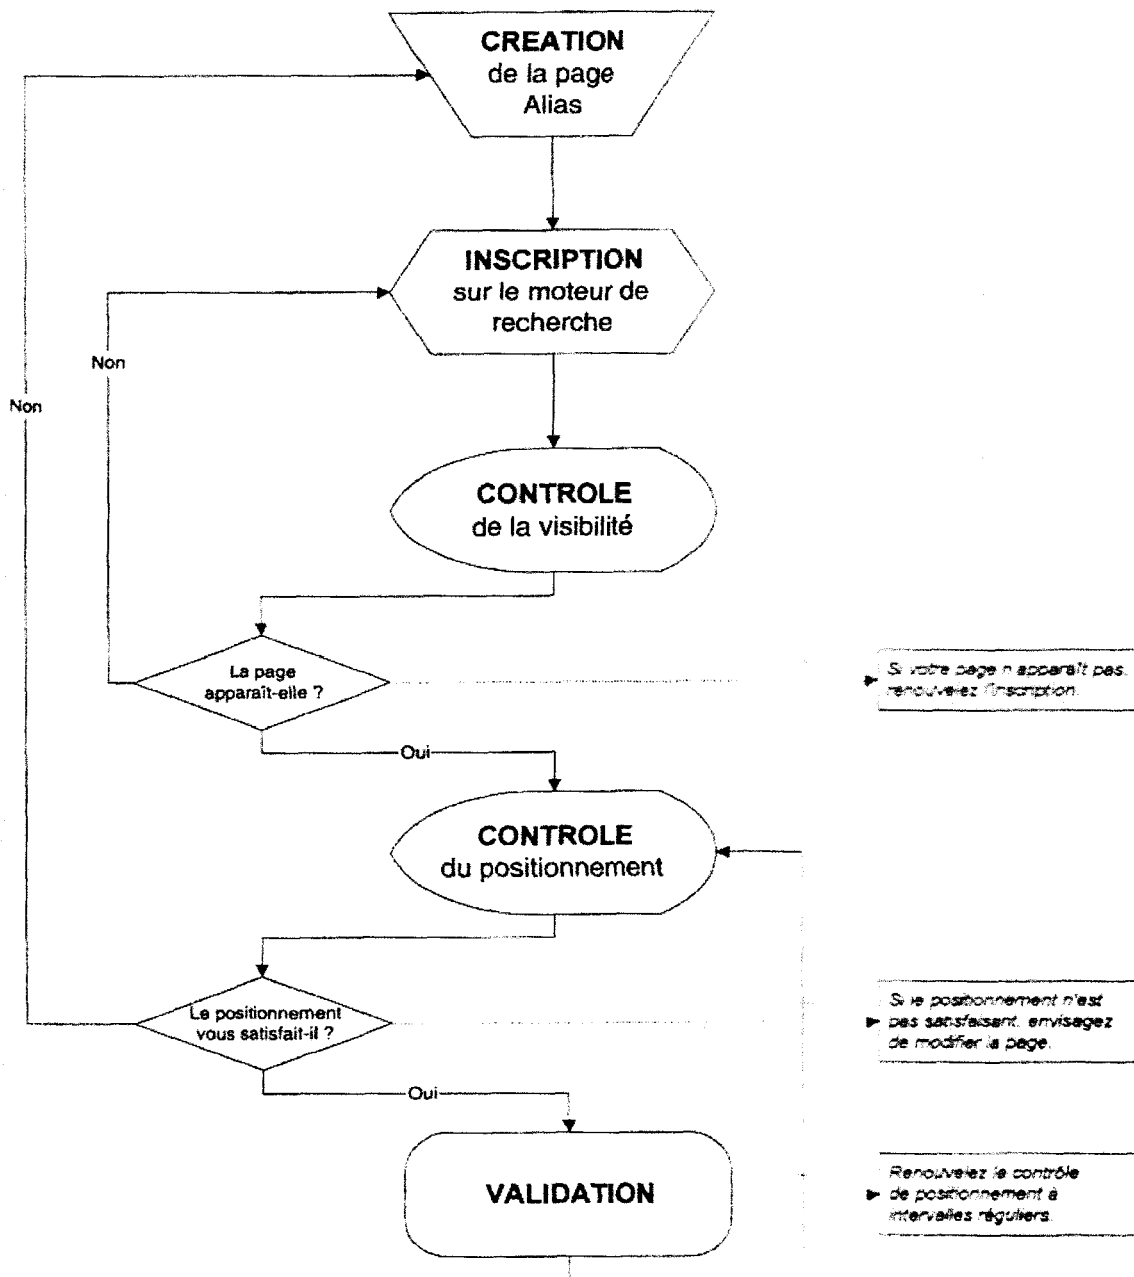 CREATION
de la page
Alias
INSCRIPTION
sur le moteur de
recherche
Non
Non
CONTROLE
de la visibilité
La page
apparaît-elle ?
Si votre page n'apparaît pas,
renouvelez l'inscription.
Oui
CONTROLE
du positionnement
Le positionnement
vous satisfait-il ?
Si le positionnement n'est
pas satisfaisant, envisagez
de modifier la page.
Oui
VALIDATION
Renouvelez le contrôle
de positionnement à
intervalles réguliers.